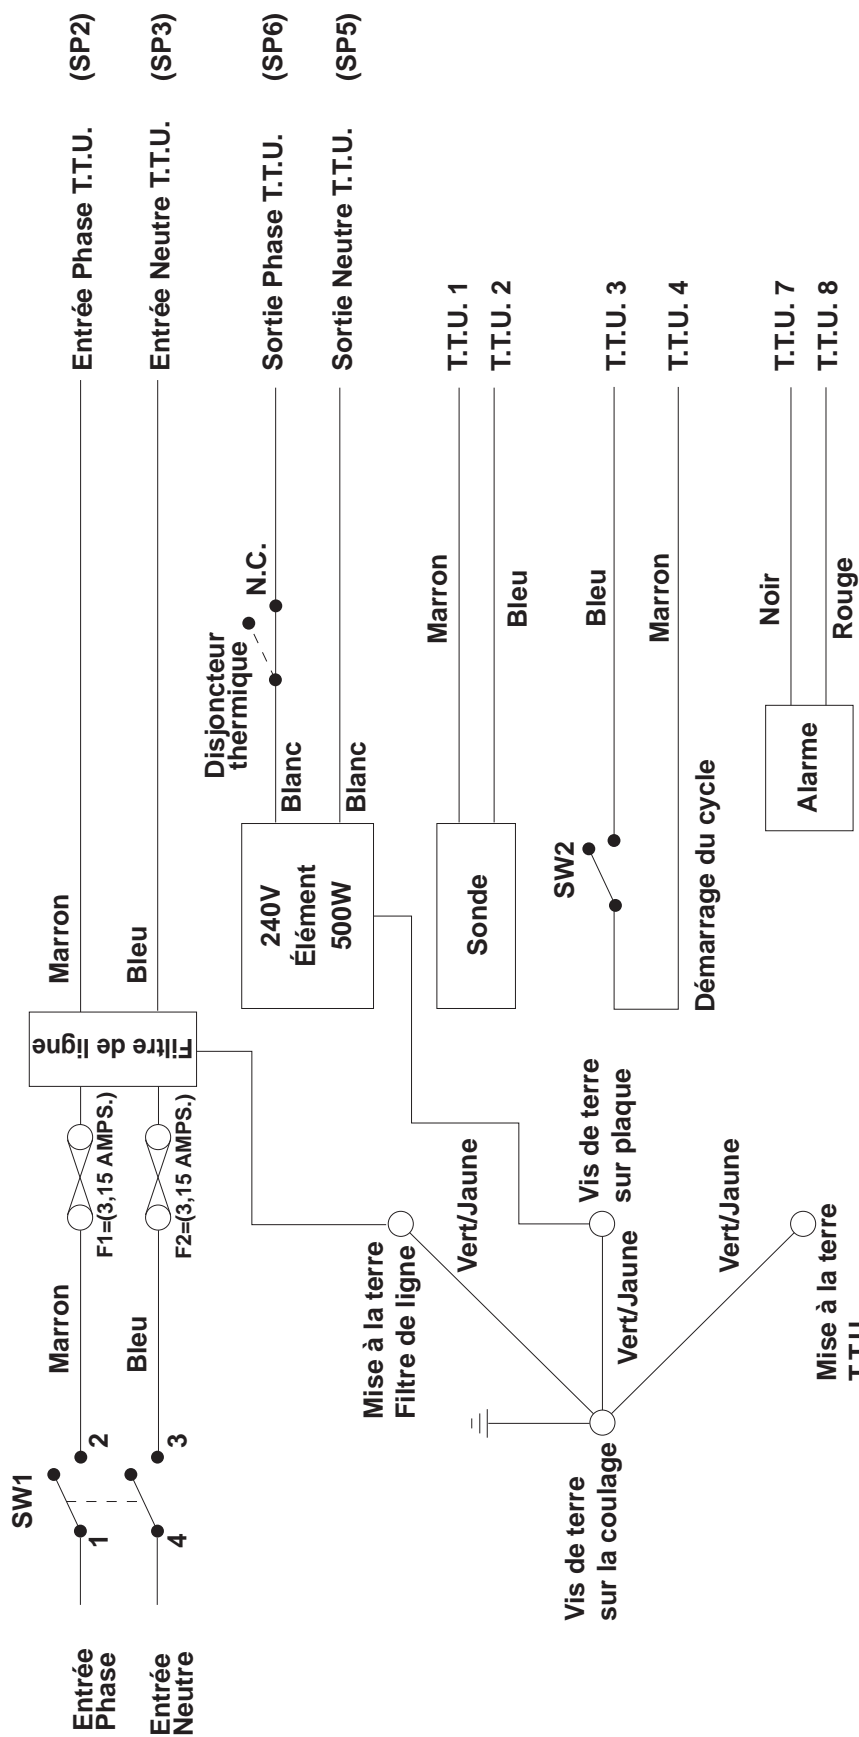 Entrée
Phase
Entrée
Neutre
SW1
1
2
4
3
Marron
Bleu
F1=(3,15 AMPS.)
F2=(3,15 AMPS.)
Filtre de ligne
Marron
Bleu
Entrée Phase T.T.U. (SP2)
Entrée Neutre T.T.U. (SP3)
240V
Élément
500W
Blanc
Blanc
Disjoncteur
thermique
N.C.
Sortie Phase T.T.U. (SP6)
Sortie Neutre T.T.U. (SP5)
Mise à la terre
Filtre de ligne
Vert/Jaune
Sonde
Marron
Bleu
T.T.U. 1
T.T.U. 2
Vis de terre
sur la coulage
Vert/Jaune
Vis de terre
sur plaque
SW2
Bleu
Marron
Démarrage du cycle
T.T.U. 3
T.T.U. 4
Vert/Jaune
Mise à la terre
T.T.U.
Alarme
Noir
Rouge
T.T.U. 7
T.T.U. 8